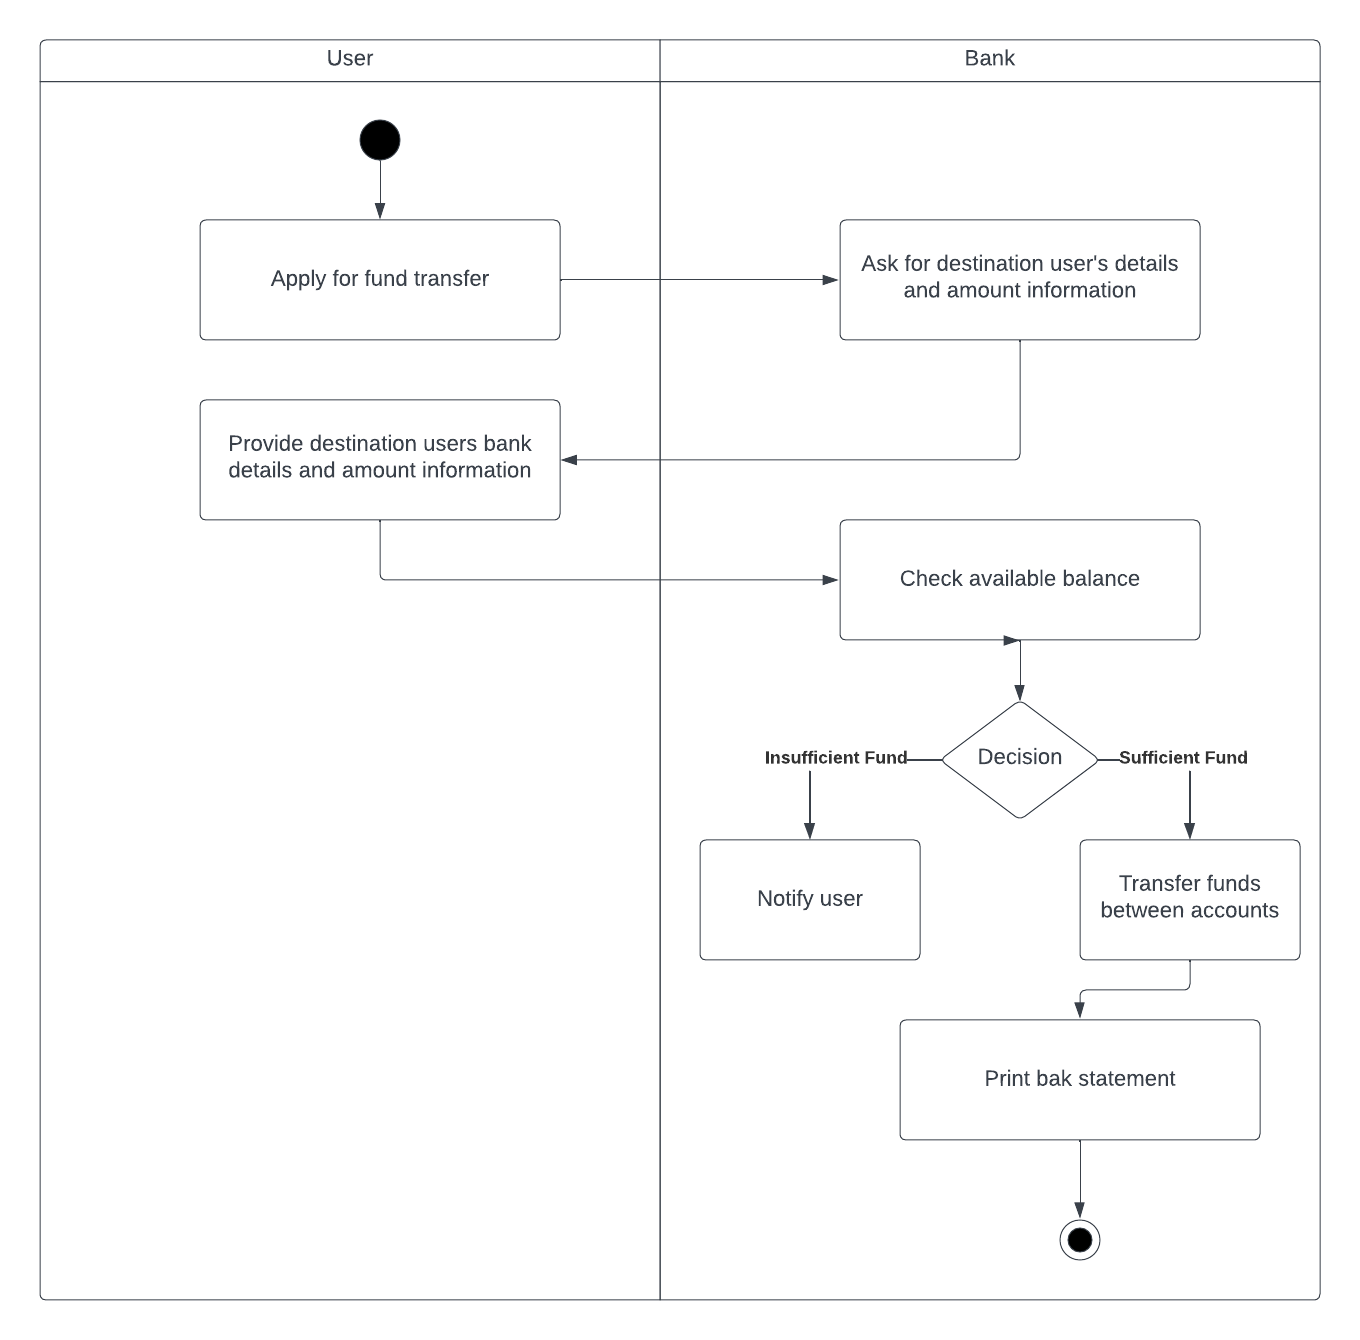 User
Bank
Apply for fund transfer
Ask for destination user's details
and amount information
Provide destination users bank
details and amount information
Check available balance
Decision
Insufficient Fund
Sufficient Fund
Notify user
Transfer funds
between accounts
Print bak statement